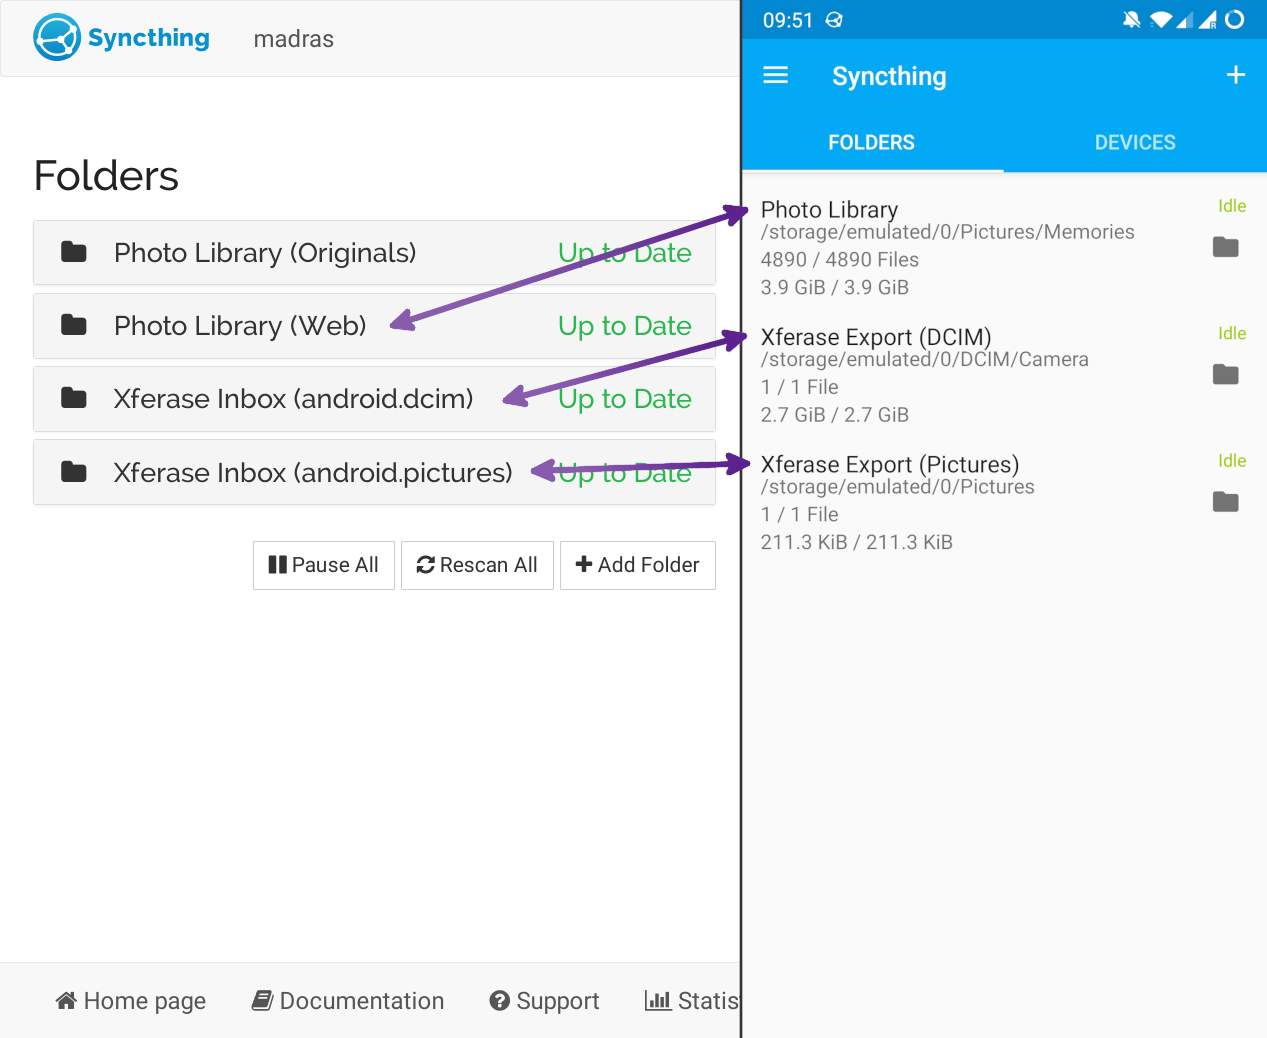 Syncthing madras
Folders
Photo Library (Originals) Up to Date
Photo Library (Web) Up to Date
Xferase Inbox (android.dcim) Up to Date
Xferase Inbox (android.pictures) Up to Date
Pause All Rescan All Add Folder
Home page Documentation Support Statis
09:51
Syncthing
FOLDERS DEVICES
Photo Library Idle
/storage/emulated/0/Pictures/Memories
4890 / 4890 Files
3.9 GiB / 3.9 GiB
Xferase Export (DCIM) Idle
/storage/emulated/0/DCIM/Camera
1 / 1 File
2.7 GiB / 2.7 GiB
Xferase Export (Pictures) Idle
/storage/emulated/0/Pictures
1 / 1 File
211.3 KiB / 211.3 KiB